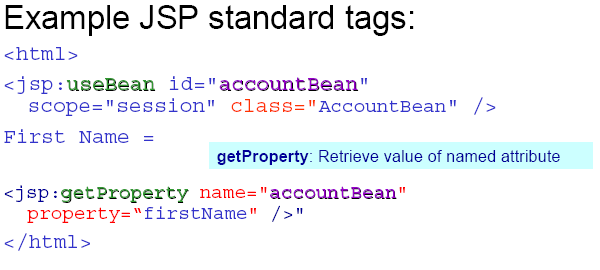 Example JSP standard tags:
<html>
<jsp:useBean id="accountBean"
scope="session" class="AccountBean" />
First Name =
getProperty: Retrieve value of named attribute
<jsp:getProperty name="accountBean"
property=“firstName" />"
</html>